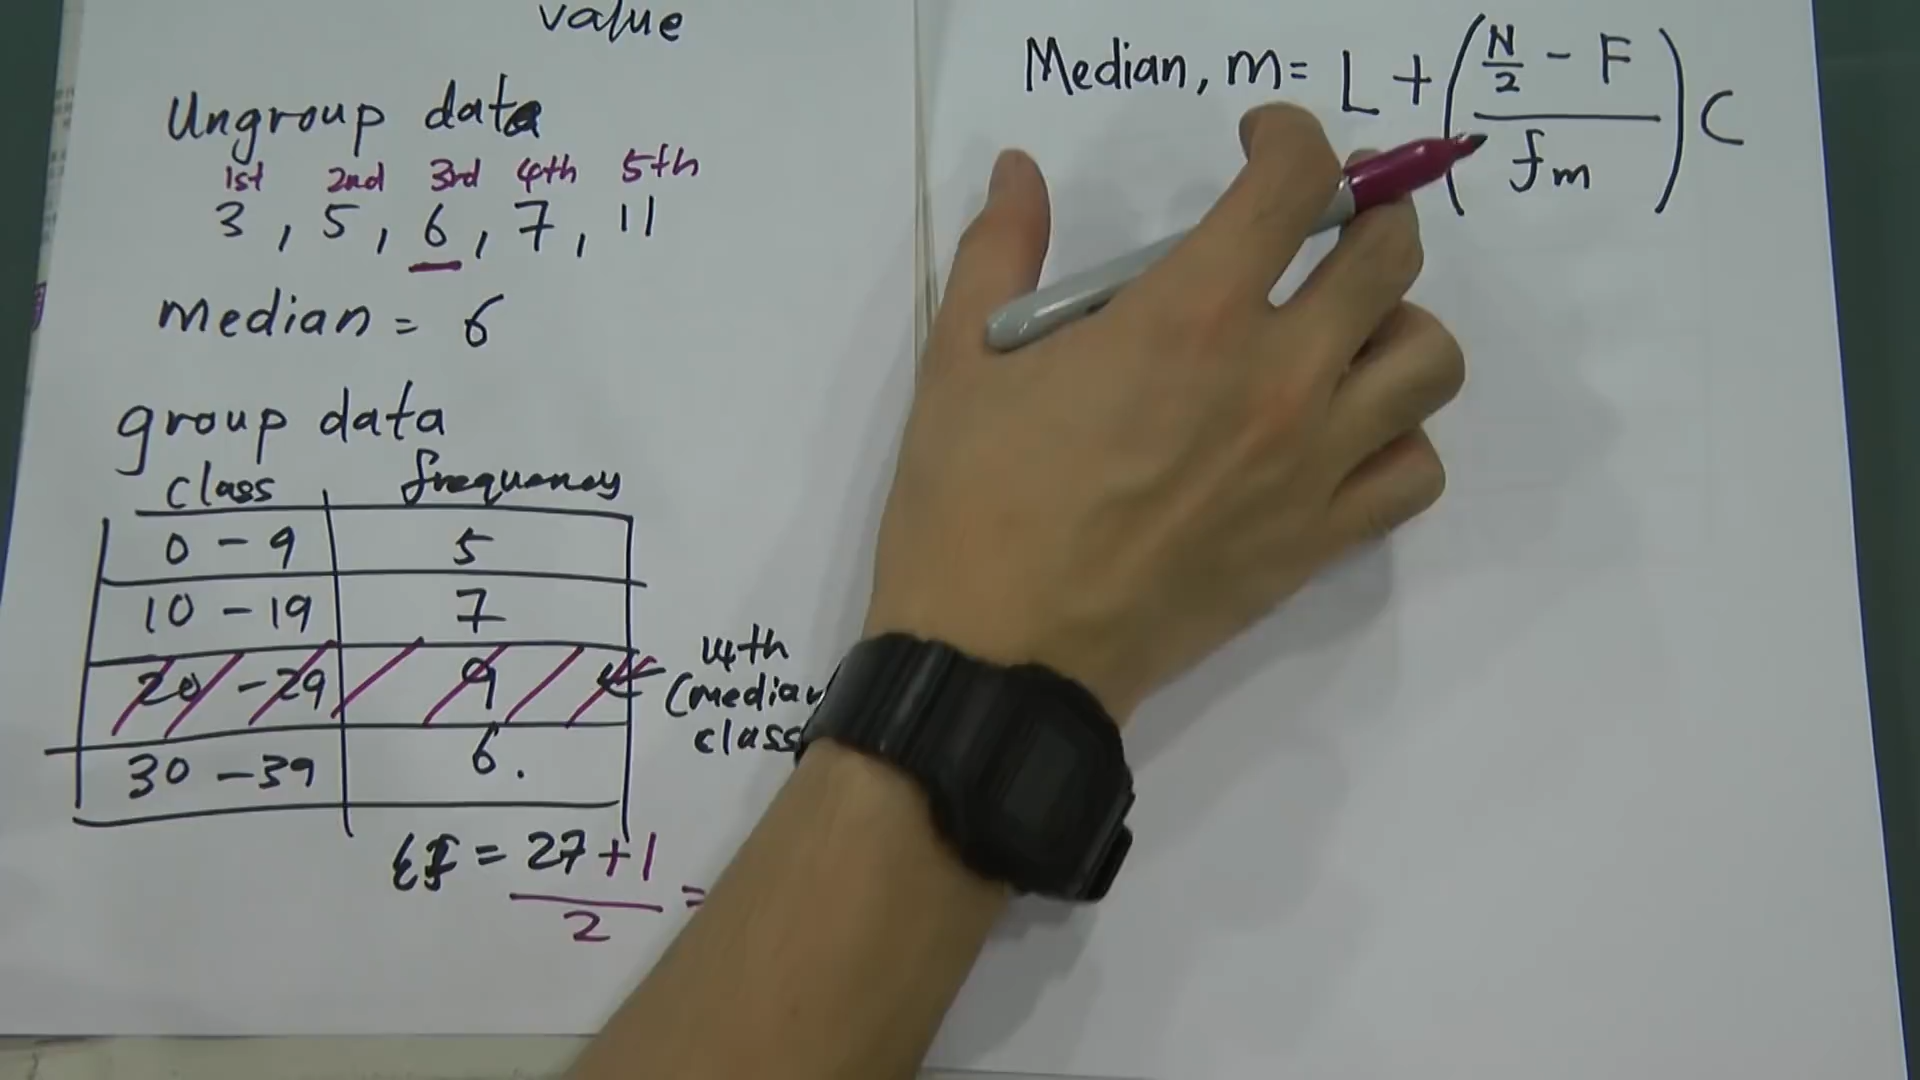 value
Ungroup data
1st 2nd 3rd 4th 5th
3 , 5 , 6 , 7 , 11
median = 6
group data
class frequency
0 - 9 5
10 - 19 7
20 - 29 9
30 - 39 6.
14th
(median
class
Σf = 27 + 1
2
=
Median, m = L + (
N
2
- F
fm
) C